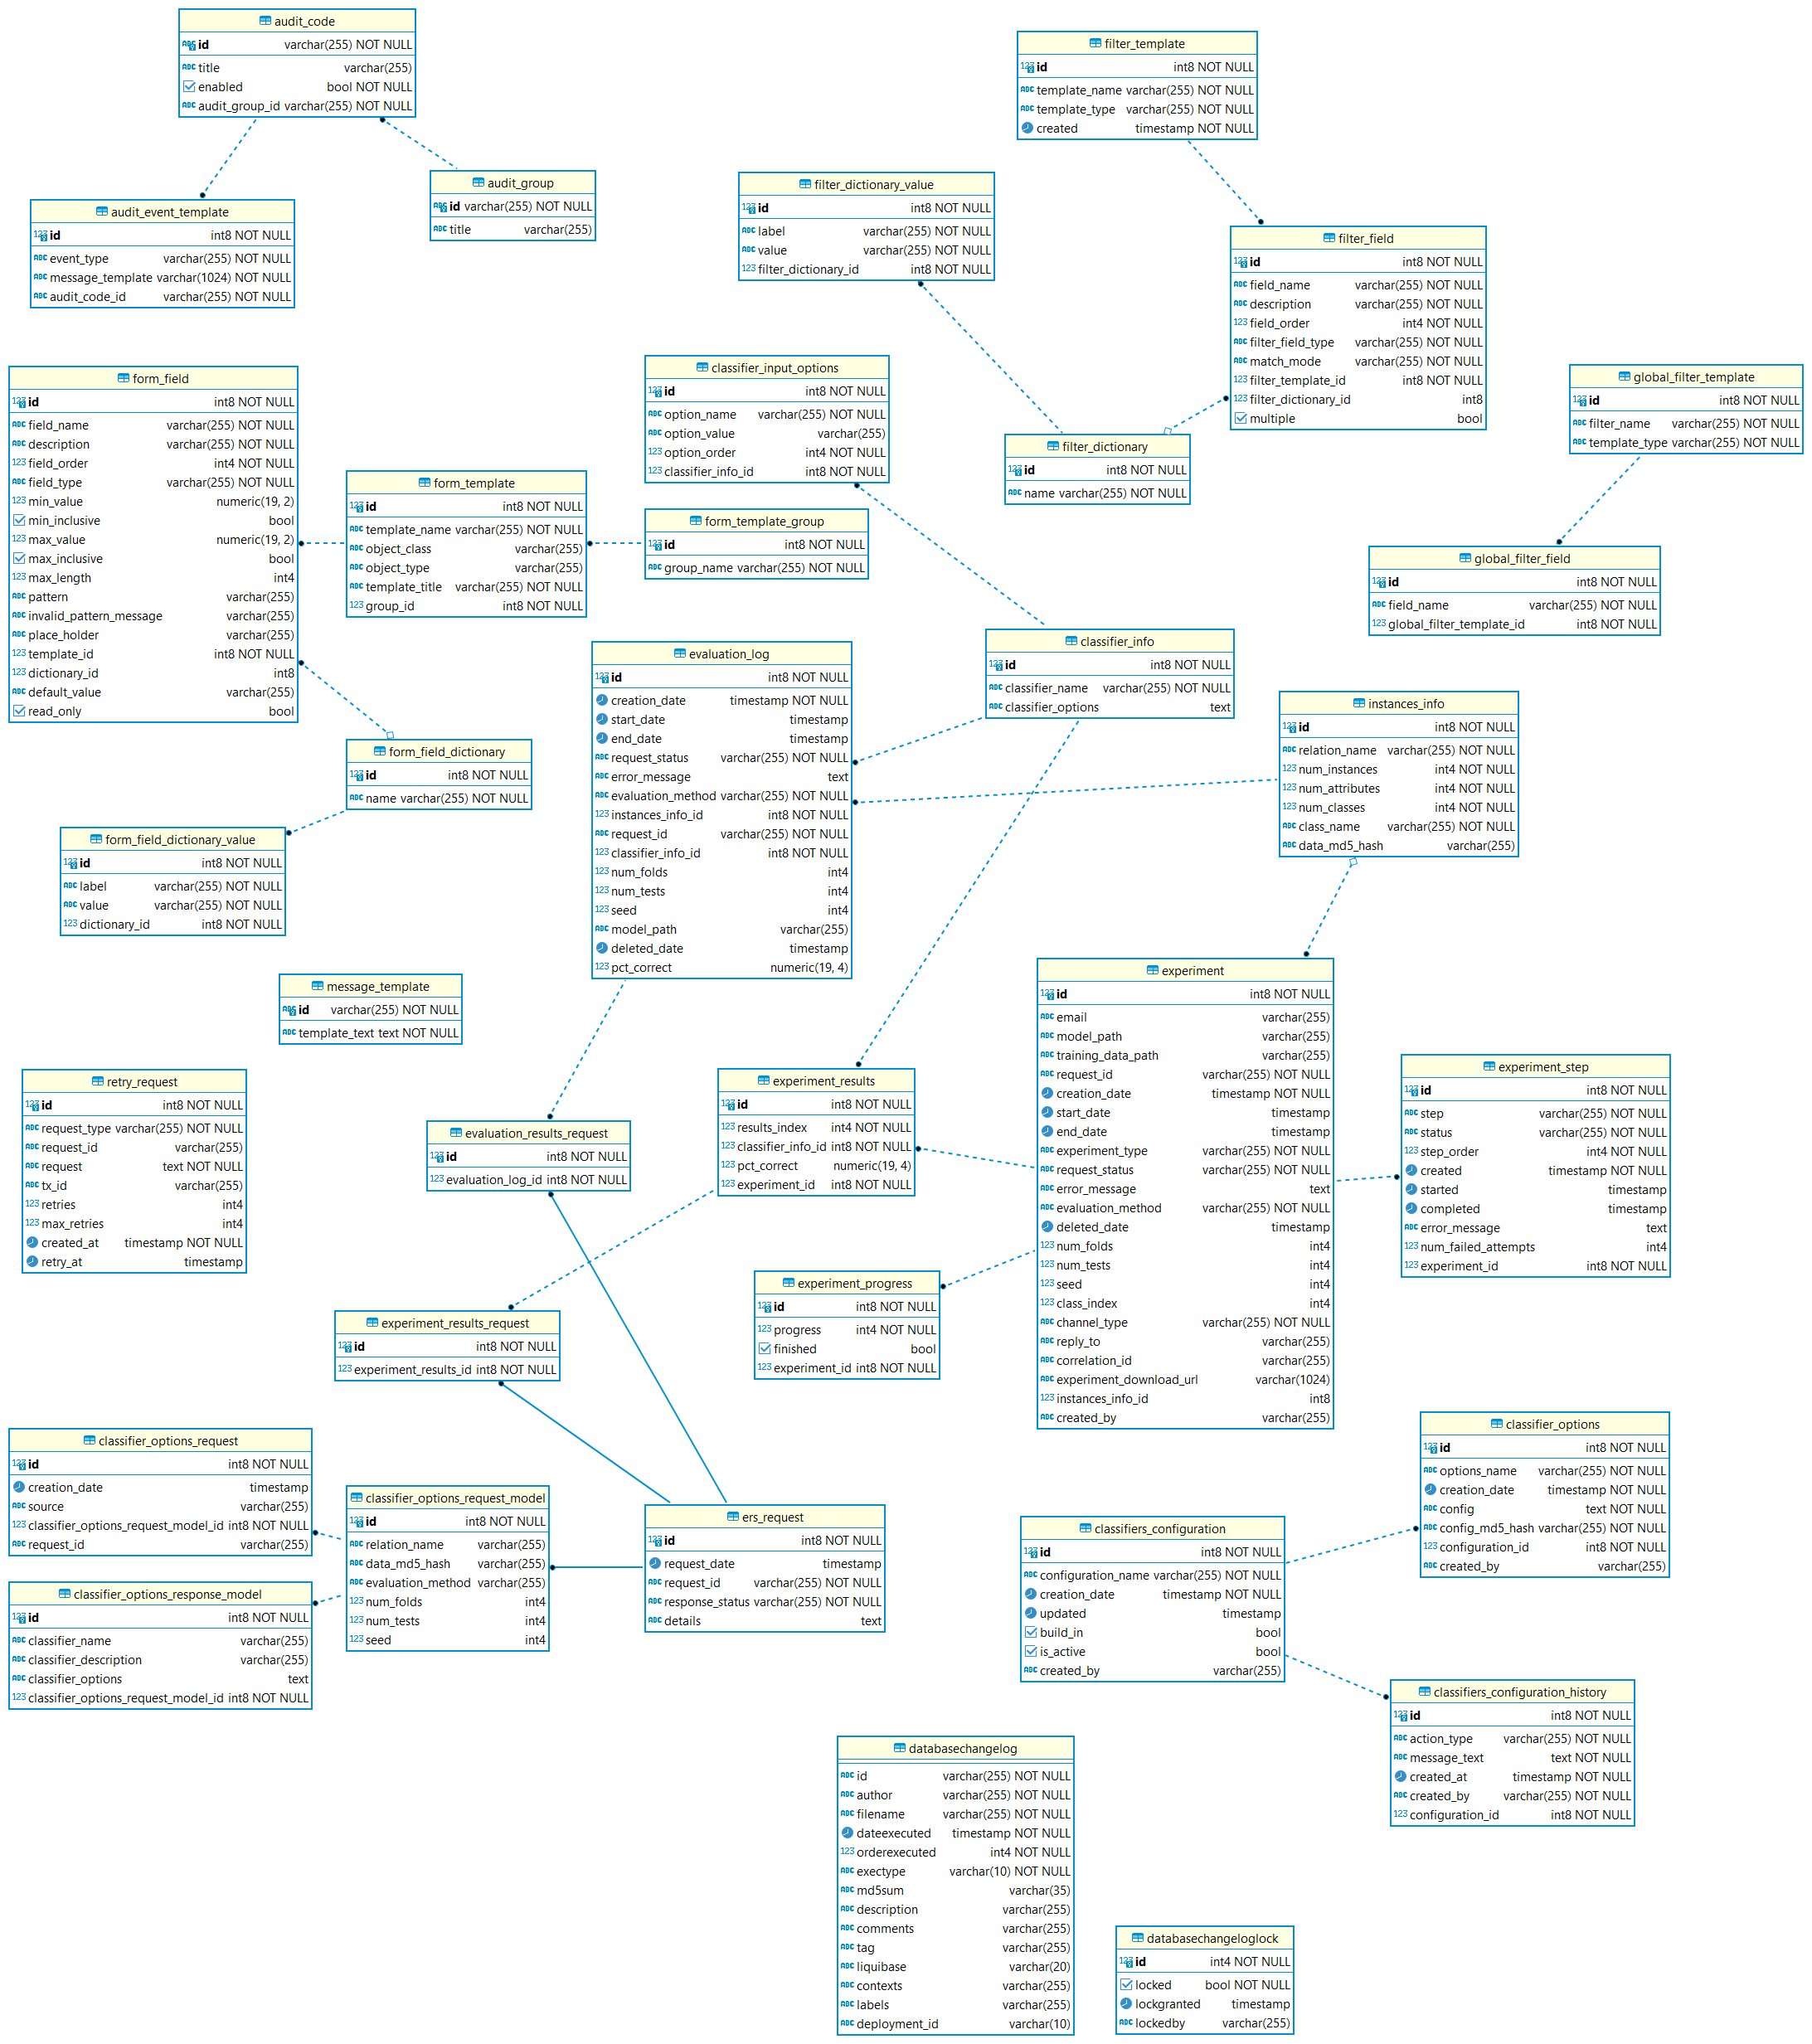 audit_code
id varchar(255) NOT NULL
title varchar(255)
enabled bool NOT NULL
audit_group_id varchar(255) NOT NULL
filter_template
id int8 NOT NULL
template_name varchar(255) NOT NULL
template_type varchar(255) NOT NULL
created timestamp NOT NULL
audit_group
id varchar(255) NOT NULL
title varchar(255)
filter_dictionary_value
id int8 NOT NULL
label varchar(255) NOT NULL
value varchar(255) NOT NULL
filter_dictionary_id int8 NOT NULL
audit_event_template
id int8 NOT NULL
event_type varchar(255) NOT NULL
message_template varchar(1024) NOT NULL
audit_code_id varchar(255) NOT NULL
filter_field
id int8 NOT NULL
field_name varchar(255) NOT NULL
description varchar(255) NOT NULL
field_order int4 NOT NULL
filter_field_type varchar(255) NOT NULL
match_mode varchar(255) NOT NULL
filter_template_id int8 NOT NULL
filter_dictionary_id int8
multiple bool
form_field
id int8 NOT NULL
field_name varchar(255) NOT NULL
description varchar(255) NOT NULL
field_order int4 NOT NULL
field_type varchar(255) NOT NULL
min_value numeric(19, 2)
min_inclusive bool
max_value numeric(19, 2)
max_inclusive bool
max_length int4
pattern varchar(255)
invalid_pattern_message varchar(255)
place_holder varchar(255)
template_id int8 NOT NULL
dictionary_id int8
default_value varchar(255)
read_only bool
classifier_input_options
id int8 NOT NULL
option_name varchar(255) NOT NULL
option_value varchar(255)
option_order int4 NOT NULL
classifier_info_id int8 NOT NULL
global_filter_template
id int8 NOT NULL
filter_name varchar(255) NOT NULL
template_type varchar(255) NOT NULL
filter_dictionary
id int8 NOT NULL
name varchar(255) NOT NULL
form_template
id int8 NOT NULL
template_name varchar(255) NOT NULL
object_class varchar(255)
object_type varchar(255)
template_title varchar(255) NOT NULL
group_id int8 NOT NULL
form_template_group
id int8 NOT NULL
group_name varchar(255) NOT NULL
global_filter_field
id int8 NOT NULL
field_name varchar(255) NOT NULL
global_filter_template_id int8 NOT NULL
classifier_info
id int8 NOT NULL
classifier_name varchar(255) NOT NULL
classifier_options text
evaluation_log
id int8 NOT NULL
creation_date timestamp NOT NULL
start_date timestamp
end_date timestamp
request_status varchar(255) NOT NULL
error_message text
evaluation_method varchar(255) NOT NULL
instances_info_id int8 NOT NULL
request_id varchar(255) NOT NULL
classifier_info_id int8 NOT NULL
num_folds int4
num_tests int4
seed int4
model_path varchar(255)
deleted_date timestamp
pct_correct numeric(19, 4)
instances_info
id int8 NOT NULL
relation_name varchar(255) NOT NULL
num_instances int4 NOT NULL
num_attributes int4 NOT NULL
num_classes int4 NOT NULL
class_name varchar(255) NOT NULL
data_md5_hash varchar(255)
form_field_dictionary
id int8 NOT NULL
name varchar(255) NOT NULL
form_field_dictionary_value
id int8 NOT NULL
label varchar(255) NOT NULL
value varchar(255) NOT NULL
dictionary_id int8 NOT NULL
message_template
id varchar(255) NOT NULL
template_text text NOT NULL
experiment
id int8 NOT NULL
email varchar(255)
model_path varchar(255)
training_data_path varchar(255)
request_id varchar(255) NOT NULL
creation_date timestamp NOT NULL
start_date timestamp
end_date timestamp
experiment_type varchar(255) NOT NULL
request_status varchar(255) NOT NULL
error_message text
evaluation_method varchar(255) NOT NULL
deleted_date timestamp
num_folds int4
num_tests int4
seed int4
class_index int4
channel_type varchar(255) NOT NULL
reply_to varchar(255)
correlation_id varchar(255)
experiment_download_url varchar(1024)
instances_info_id int8
created_by varchar(255)
retry_request
id int8 NOT NULL
request_type varchar(255) NOT NULL
request_id varchar(255)
request text NOT NULL
tx_id varchar(255)
retries int4
max_retries int4
created_at timestamp NOT NULL
retry_at timestamp
experiment_results
id int8 NOT NULL
results_index int4 NOT NULL
classifier_info_id int8 NOT NULL
pct_correct numeric(19, 4)
experiment_id int8 NOT NULL
experiment_step
id int8 NOT NULL
step varchar(255) NOT NULL
status varchar(255) NOT NULL
step_order int4 NOT NULL
created timestamp NOT NULL
started timestamp
completed timestamp
error_message text
num_failed_attempts int4
experiment_id int8 NOT NULL
evaluation_results_request
id int8 NOT NULL
evaluation_log_id int8 NOT NULL
experiment_progress
id int8 NOT NULL
progress int4 NOT NULL
finished bool
experiment_id int8 NOT NULL
experiment_results_request
id int8 NOT NULL
experiment_results_id int8 NOT NULL
classifier_options_request
id int8 NOT NULL
creation_date timestamp
source varchar(255)
classifier_options_request_model_id int8 NOT NULL
request_id varchar(255)
classifier_options_request_model
id int8 NOT NULL
relation_name varchar(255)
data_md5_hash varchar(255)
evaluation_method varchar(255)
num_folds int4
num_tests int4
seed int4
ers_request
id int8 NOT NULL
request_date timestamp
request_id varchar(255) NOT NULL
response_status varchar(255) NOT NULL
details text
classifier_options
id int8 NOT NULL
options_name varchar(255) NOT NULL
creation_date timestamp NOT NULL
config text NOT NULL
config_md5_hash varchar(255) NOT NULL
configuration_id int8 NOT NULL
created_by varchar(255)
classifiers_configuration
id int8 NOT NULL
configuration_name varchar(255) NOT NULL
creation_date timestamp NOT NULL
updated timestamp
build_in bool
is_active bool
created_by varchar(255)
classifier_options_response_model
id int8 NOT NULL
classifier_name varchar(255)
classifier_description varchar(255)
classifier_options text
classifier_options_request_model_id int8 NOT NULL
classifiers_configuration_history
id int8 NOT NULL
action_type varchar(255) NOT NULL
message_text text NOT NULL
created_at timestamp NOT NULL
created_by varchar(255) NOT NULL
configuration_id int8 NOT NULL
databasechangelog
id varchar(255) NOT NULL
author varchar(255) NOT NULL
filename varchar(255) NOT NULL
dateexecuted timestamp NOT NULL
orderexecuted int4 NOT NULL
exectype varchar(10) NOT NULL
md5sum varchar(35)
description varchar(255)
comments varchar(255)
tag varchar(255)
liquibase varchar(20)
contexts varchar(255)
labels varchar(255)
deployment_id varchar(10)
databasechangeloglock
id int4 NOT NULL
locked bool NOT NULL
lockgranted timestamp
lockedby varchar(255)